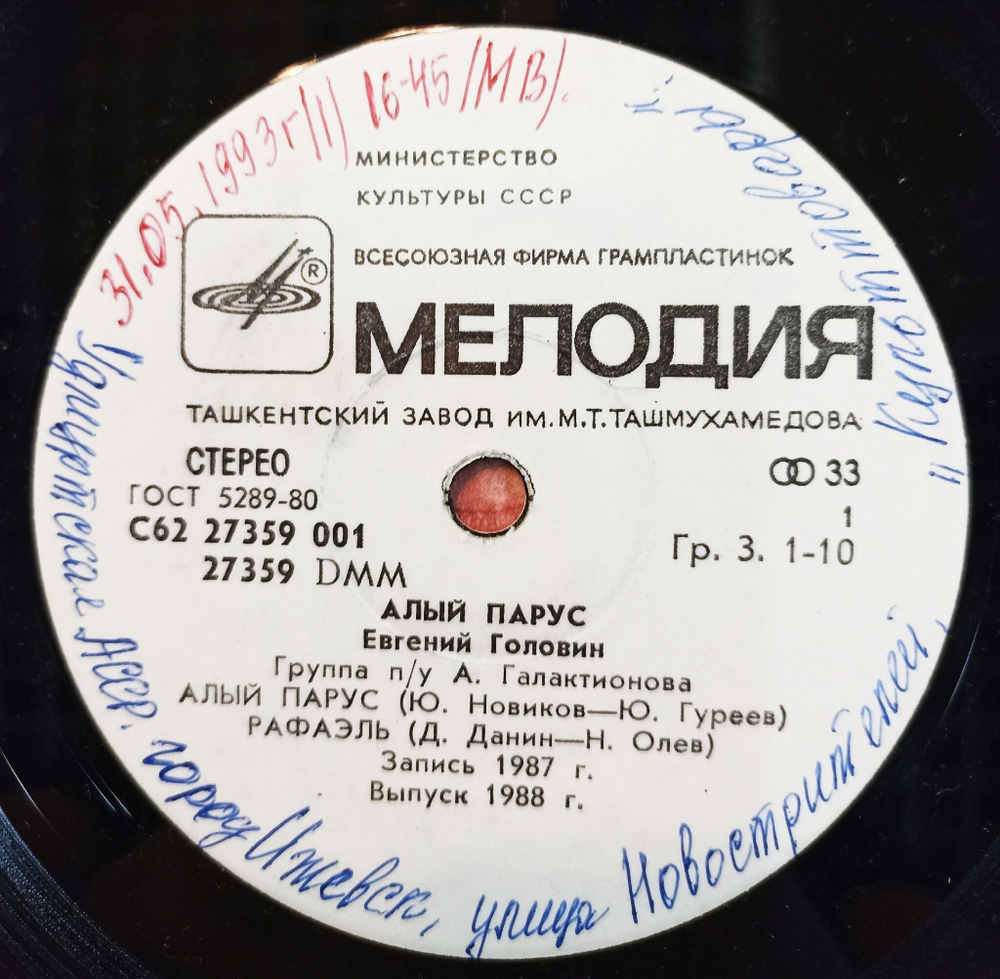 31.05.1993г (1) 16-45 /МВ/.
МИНИСТЕРСТВО
КУЛЬТУРЫ СССР
ВСЕСОЮЗНАЯ ФИРМА ГРАМПЛАСТИНОК
®
МЕЛОДИЯ
ТАШКЕНТСКИЙ ЗАВОД ИМ. М.Т. ТАШМУХАМЕДОВА
СТЕРЕО
33
ГОСТ 5289-80
1
С62 27359 001
Гр. 3. 1-10
27359 DMM
АЛЫЙ ПАРУС
Евгений Головин
Группа п/у А. Галактионова
АЛЫЙ ПАРУС (Ю. Новиков—Ю. Гуреев)
РАФАЭЛЬ (Д. Данин—Н. Олев)
Запись 1987 г.
Выпуск 1988 г.
Удмуртская АССР. город Ижевск, улица Новостроителей,
"Культтовары"